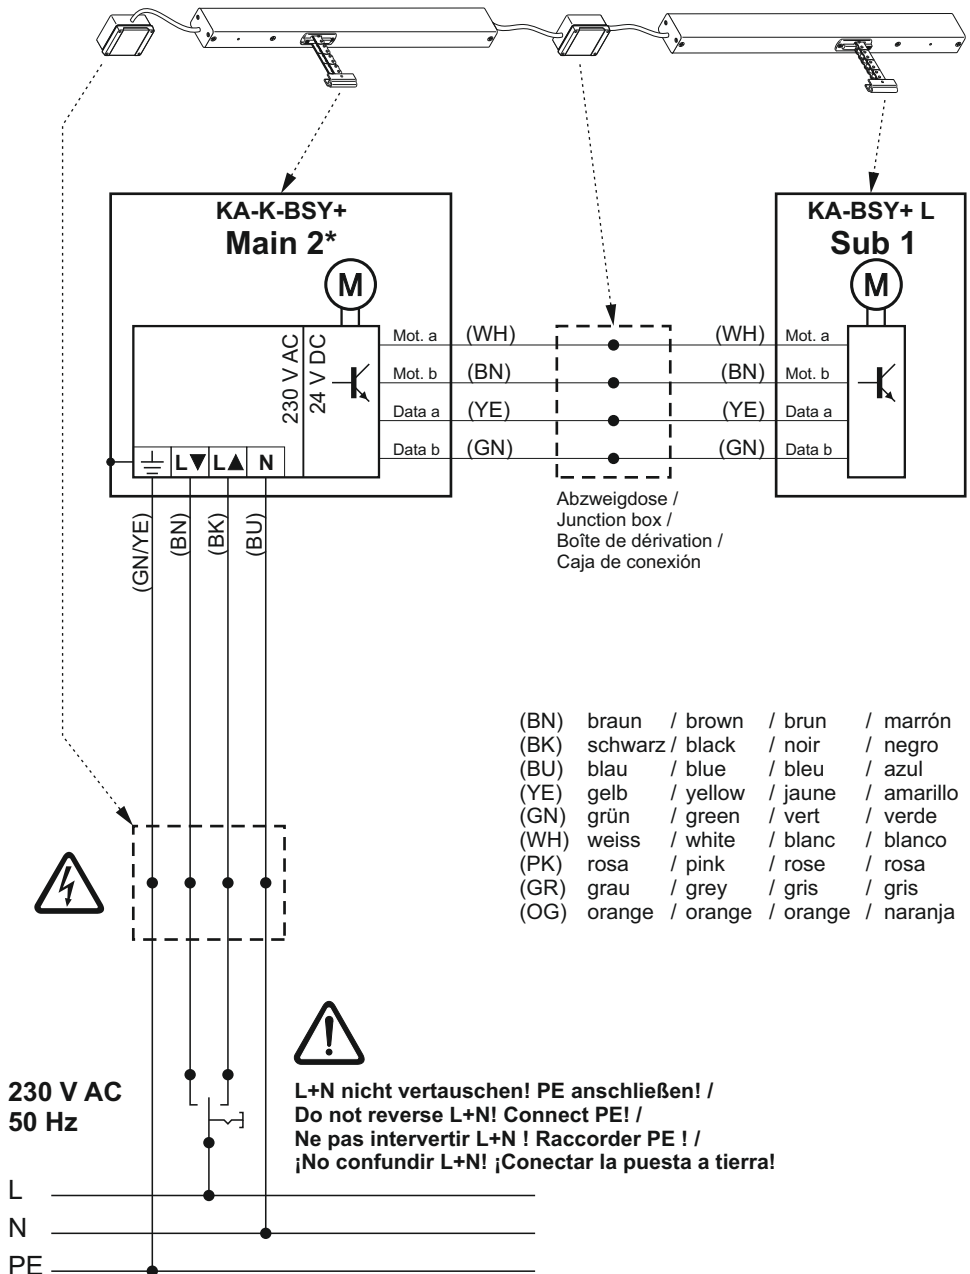 KA-K-BSY+
Main 2*
M
230 V AC
24 V DC
Mot. a
Mot. b
Data a
Data b
L▼ L▲ N
(WH)
(BN)
(YE)
(GN)
(WH)
(BN)
(YE)
(GN)
KA-BSY+ L
Sub 1
M
Mot. a
Mot. b
Data a
Data b
Abzweigdose /
Junction box /
Boîte de dérivation /
Caja de conexión
(GN/YE)
(BN)
(BK)
(BU)
(BN) braun / brown / brun / marrón
(BK) schwarz / black / noir / negro
(BU) blau / blue / bleu / azul
(YE) gelb / yellow / jaune / amarillo
(GN) grün / green / vert / verde
(WH) weiss / white / blanc / blanco
(PK) rosa / pink / rose / rosa
(GR) grau / grey / gris / gris
(OG) orange / orange / orange / naranja
230 V AC
50 Hz
L+N nicht vertauschen! PE anschließen! /
Do not reverse L+N! Connect PE! /
Ne pas intervertir L+N ! Raccorder PE ! /
¡No confundir L+N! ¡Conectar la puesta a tierra!
L
N
PE